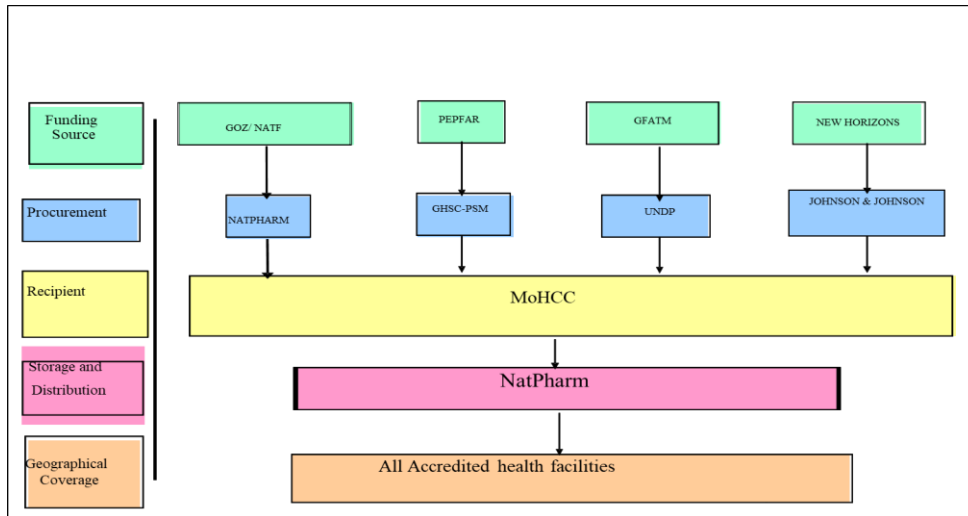 Funding
Source
GOZ/ NATF
PEPFAR
GFATM
NEW HORIZONS
Procurement
NATPHARM
GHSC-PSM
UNDP
JOHNSON & JOHNSON
Recipient
MoHCC
Storage and
Distribution
NatPharm
Geographical
Coverage
All Accredited health facilities